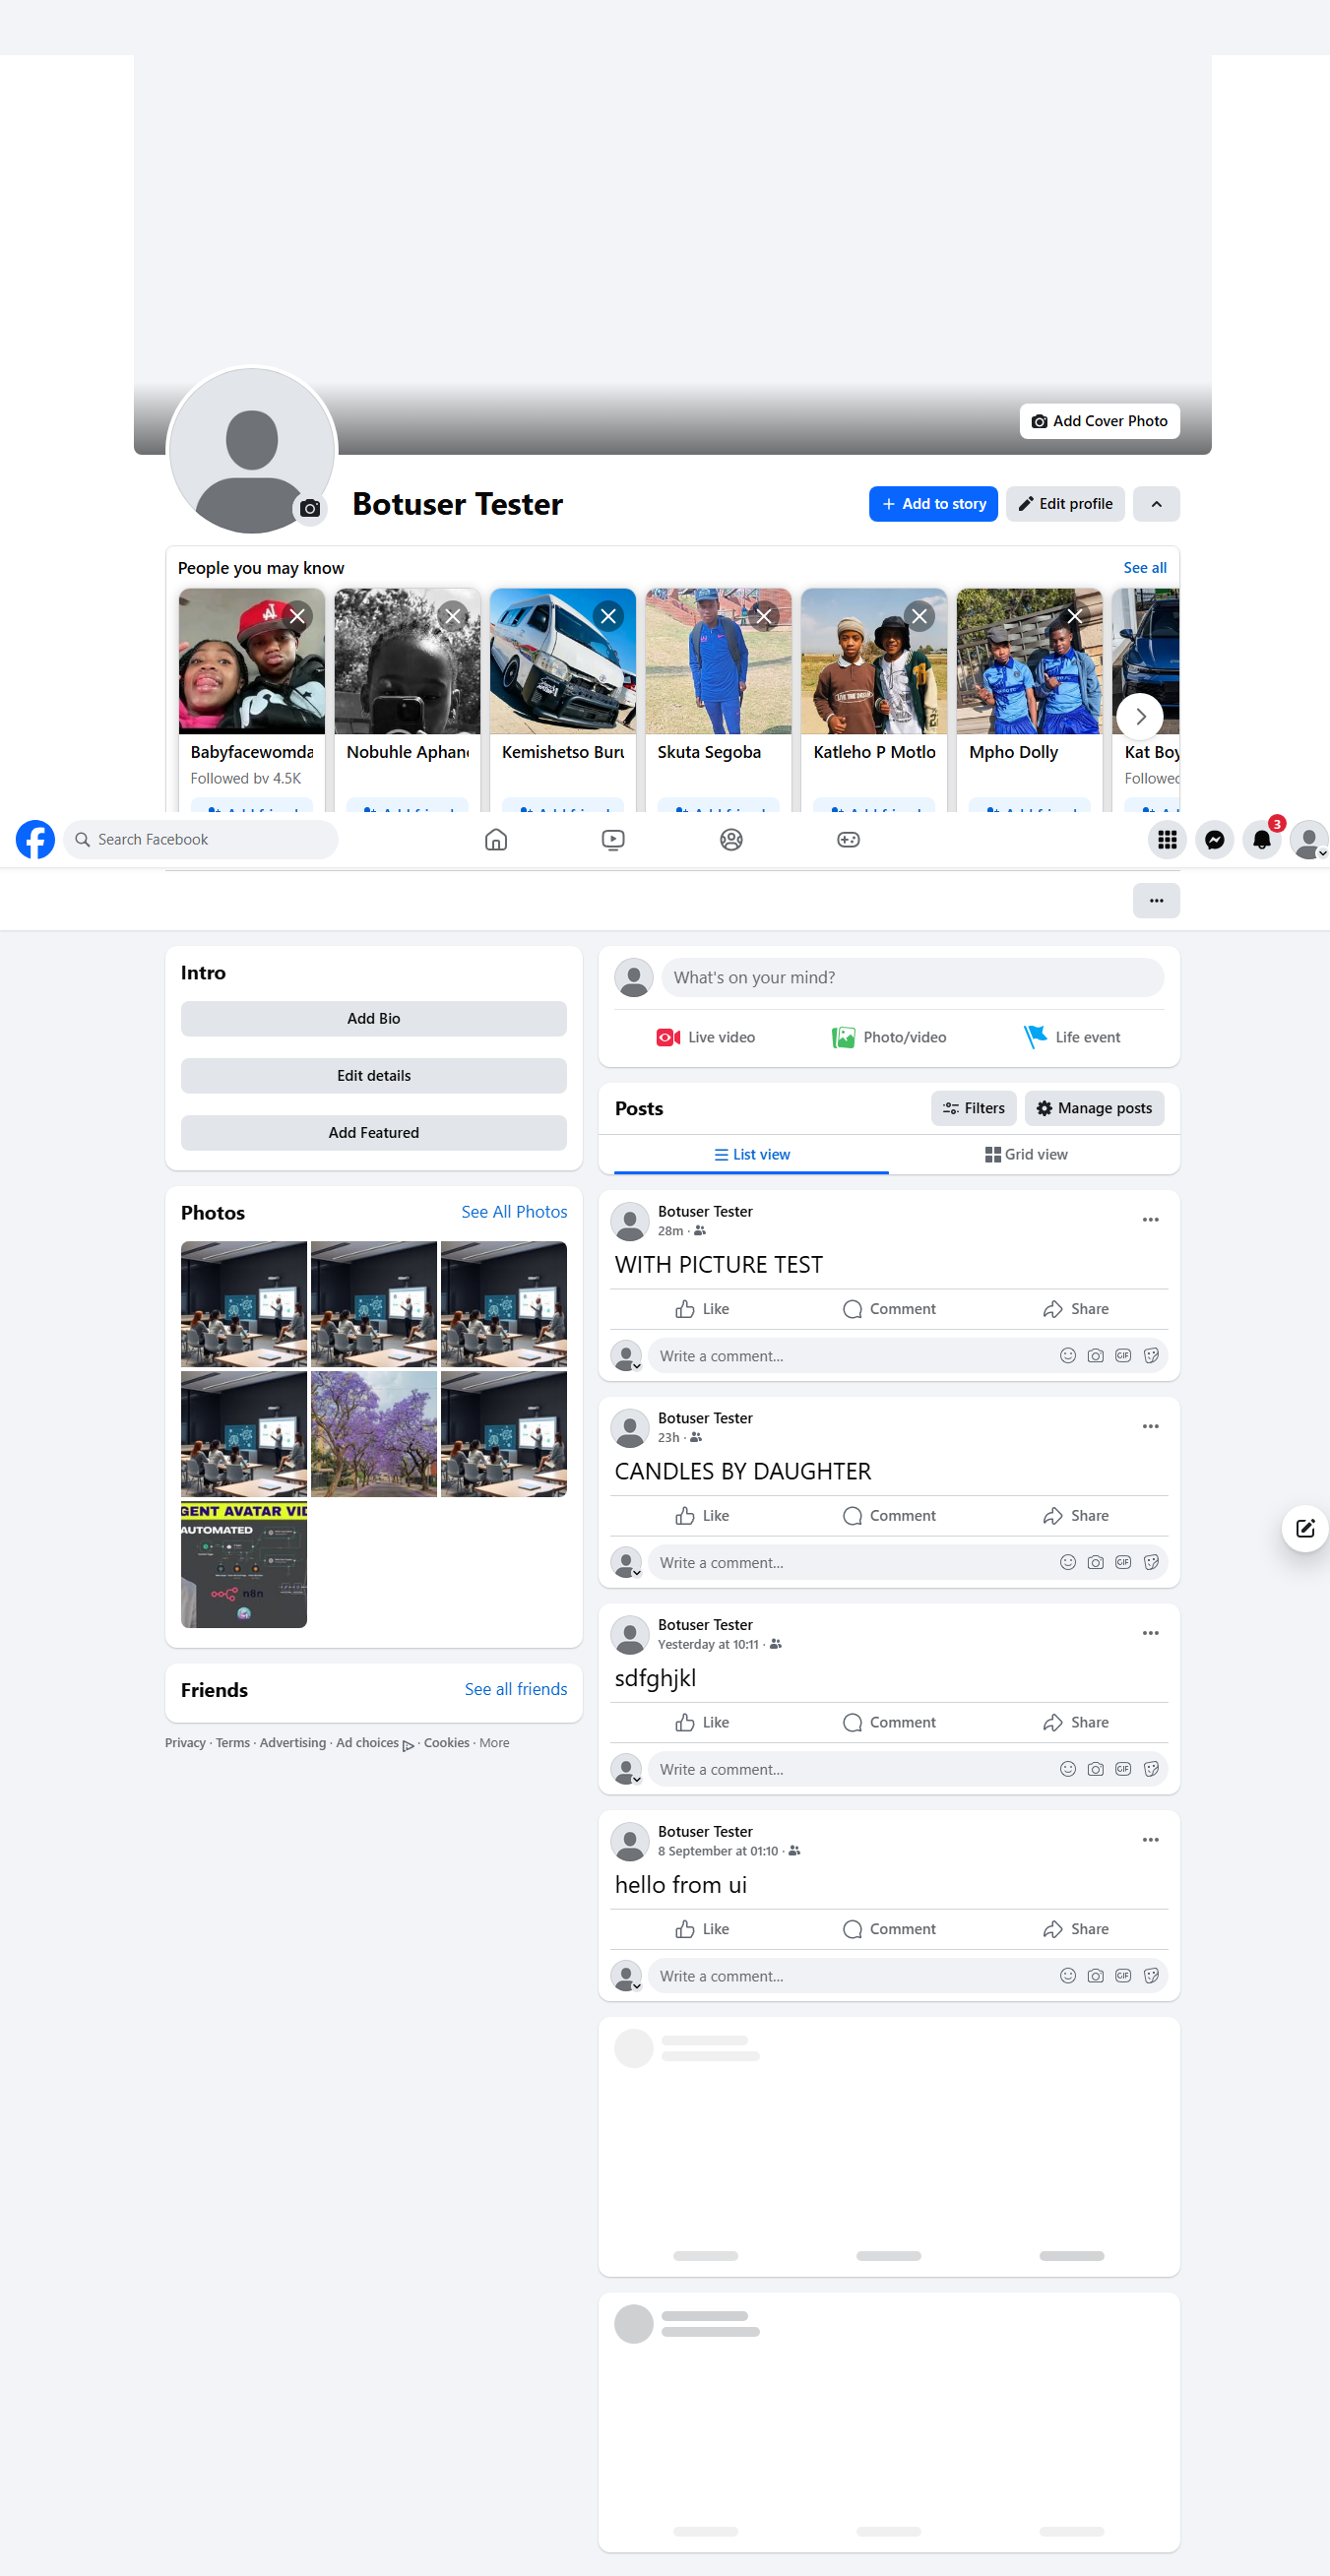 Add Cover Photo
Botuser Tester
Add to story
Edit profile
People you may know
See all
Babyfacewomda
Followed by 4.5K
Nobuhle Aphan
Kemishetso Buru
Skuta Segoba
Katleho P Motlo
Mpho Dolly
Kat Boy
Followed
Search Facebook
3
Intro
Add Bio
Edit details
Add Featured
Photos
See All Photos
GENT AVATAR VID
AUTOMATED
n8n
Friends
See all friends
Privacy · Terms · Advertising · Ad choices · Cookies · More
What's on your mind?
Live video
Photo/video
Life event
Posts
Filters
Manage posts
List view
Grid view
Botuser Tester
28m ·
WITH PICTURE TEST
Like
Comment
Share
Write a comment...
GIF
Botuser Tester
23h ·
CANDLES BY DAUGHTER
Like
Comment
Share
Write a comment...
GIF
Botuser Tester
Yesterday at 10:11 ·
sdfghjkl
Like
Comment
Share
Write a comment...
GIF
Botuser Tester
8 September at 01:10 ·
hello from ui
Like
Comment
Share
Write a comment...
GIF